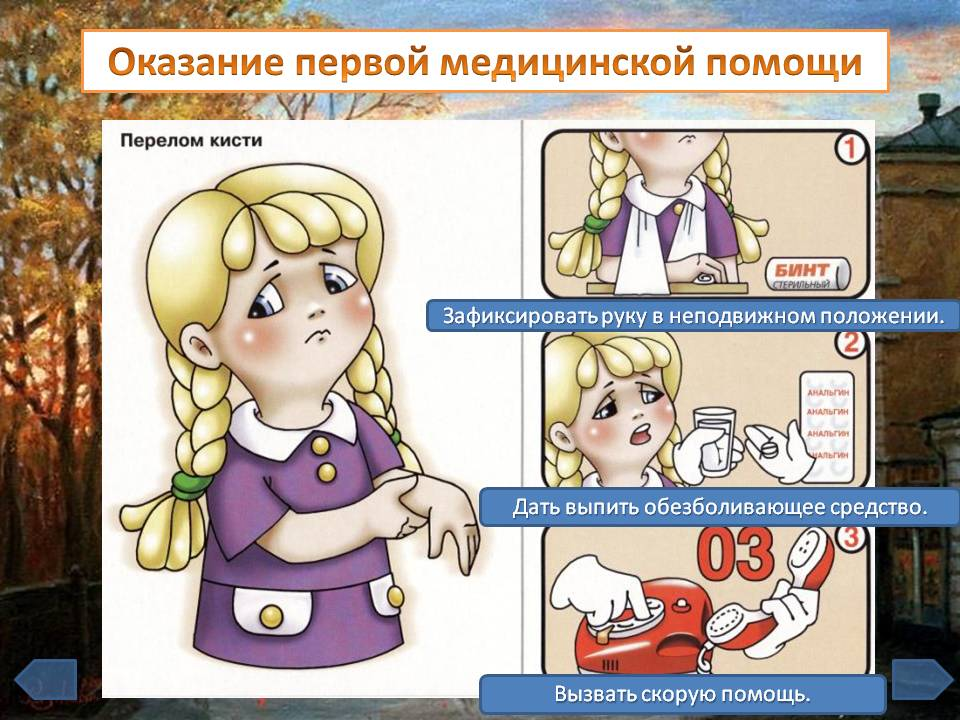 Оказание первой медицинской помощи
Перелом кисти
1
БИНТ
СТЕРИЛЬНЫЙ
Зафиксировать руку в неподвижном положении.
2
АНАЛЬГИН
АНАЛЬГИН
АНАЛЬГИН
АНАЛЬГИН
Дать выпить обезболивающее средство.
03
3
Вызвать скорую помощь.